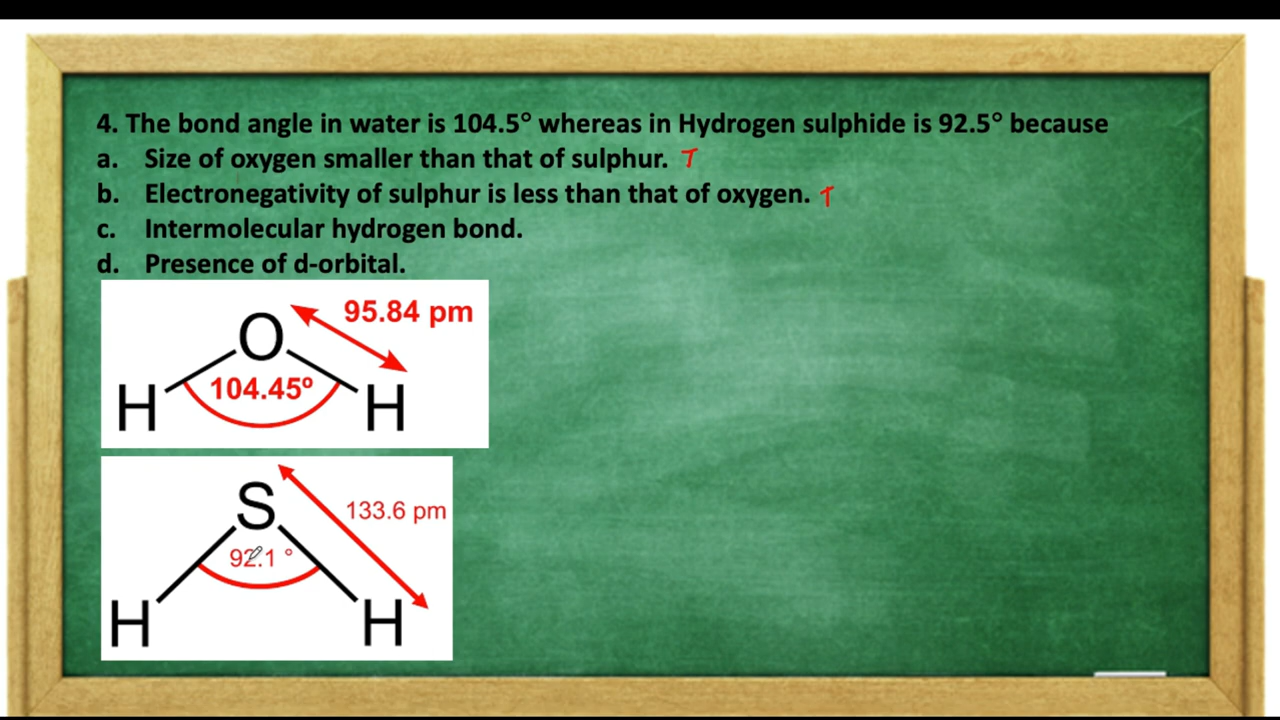 4. The bond angle in water is 104.5° whereas in Hydrogen sulphide is 92.5° because
a. Size of oxygen smaller than that of sulphur. T
b. Electronegativity of sulphur is less than that of oxygen. T
c. Intermolecular hydrogen bond.
d. Presence of d-orbital.
95.84 pm
O
104.45º
H H
S
133.6 pm
92.1 °
H H